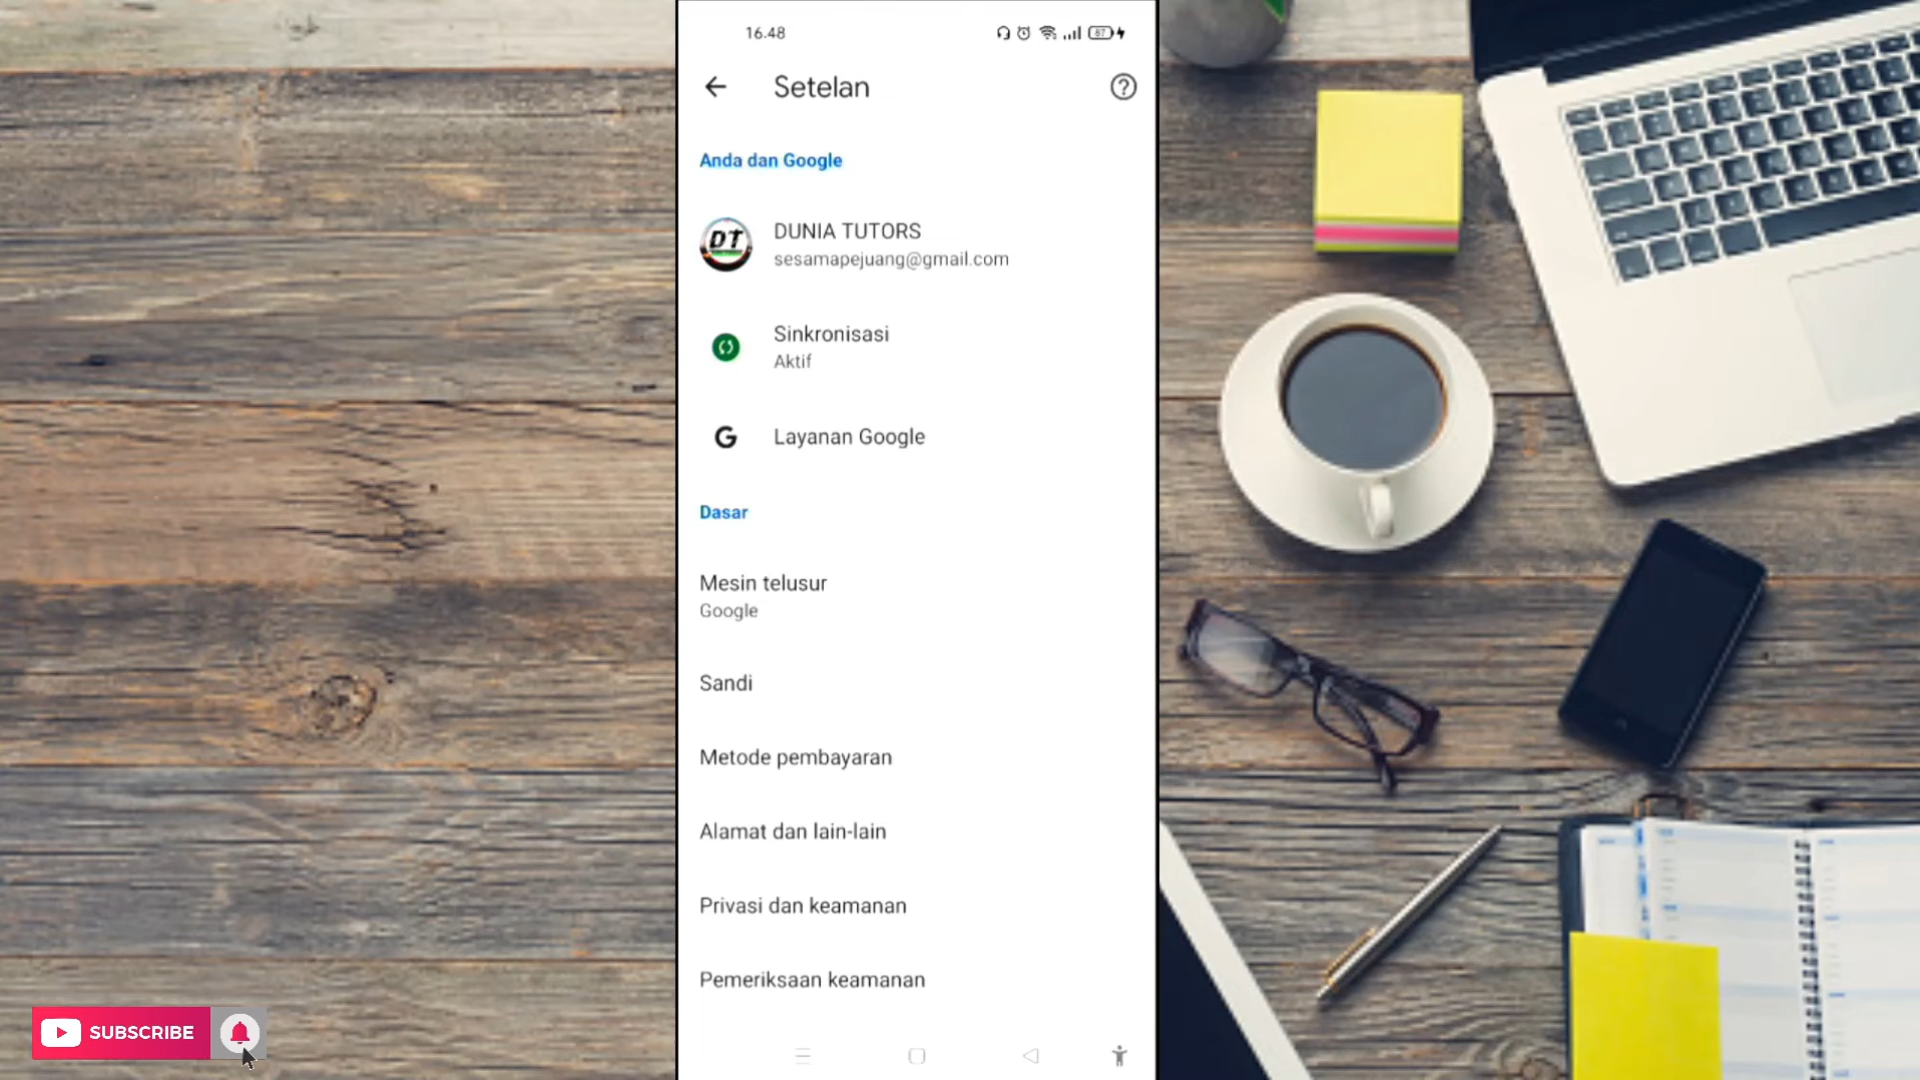 16.48
87
Setelan
Anda dan Google
DT
DUNIA TUTORS
sesamapejuang@gmail.com
Sinkronisasi
Aktif
G
Layanan Google
Dasar
Mesin telusur
Google
Sandi
Metode pembayaran
Alamat dan lain-lain
Privasi dan keamanan
Pemeriksaan keamanan
SUBSCRIBE